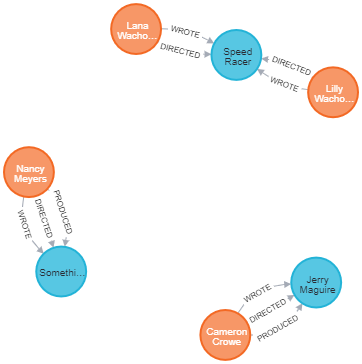 Lana
Wacho...
WROTE
DIRECTED
Speed
Racer
DIRECTED
WROTE
Lilly
Wacho...
Nancy
Meyers
WROTE
DIRECTED
PRODUCED
Somethi...
Jerry
Maguire
WROTE
DIRECTED
PRODUCED
Cameron
Crowe